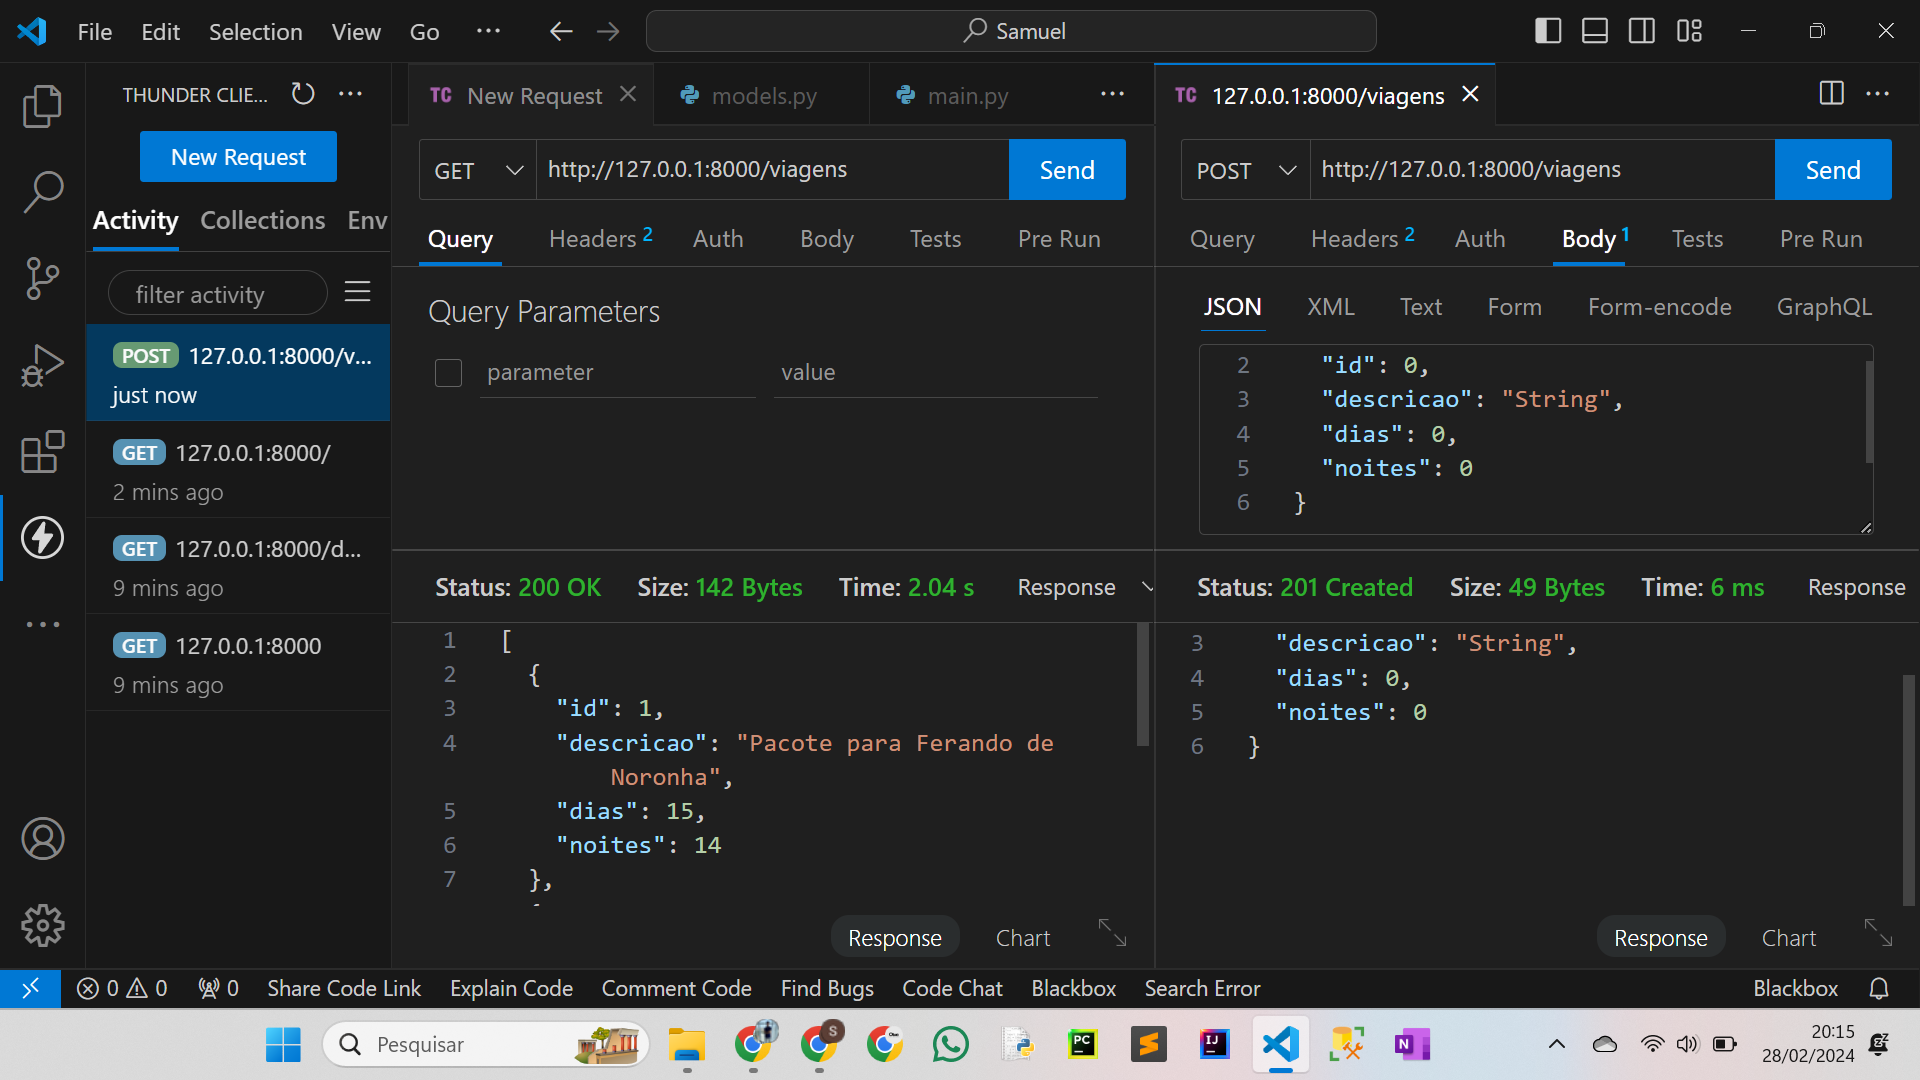 File Edit Selection View Go ··· Samuel
THUNDER CLIE... ···
New Request
Activity Collections Env
filter activity
POST 127.0.0.1:8000/v...
just now
GET 127.0.0.1:8000/
2 mins ago
GET 127.0.0.1:8000/d...
9 mins ago
GET 127.0.0.1:8000
9 mins ago
TC New Request models.py main.py ···
GET http://127.0.0.1:8000/viagens Send
Query Headers 2 Auth Body Tests Pre Run
Query Parameters
parameter value
Status: 200 OK Size: 142 Bytes Time: 2.04 s Response
1 [
2 {
3 "id": 1,
4 "descricao": "Pacote para Ferando de
Noronha",
5 "dias": 15,
6 "noites": 14
7 },
Response Chart
TC 127.0.0.1:8000/viagens ···
POST http://127.0.0.1:8000/viagens Send
Query Headers 2 Auth Body 1 Tests Pre Run
JSON XML Text Form Form-encode GraphQL
2 "id": 0,
3 "descricao": "String",
4 "dias": 0,
5 "noites": 0
6 }
Status: 201 Created Size: 49 Bytes Time: 6 ms Response
3 "descricao": "String",
4 "dias": 0,
5 "noites": 0
6 }
Response Chart
0 0 0 Share Code Link Explain Code Comment Code Find Bugs Code Chat Blackbox Search Error Blackbox
Pesquisar S PC IJ N
20:15
28/02/2024